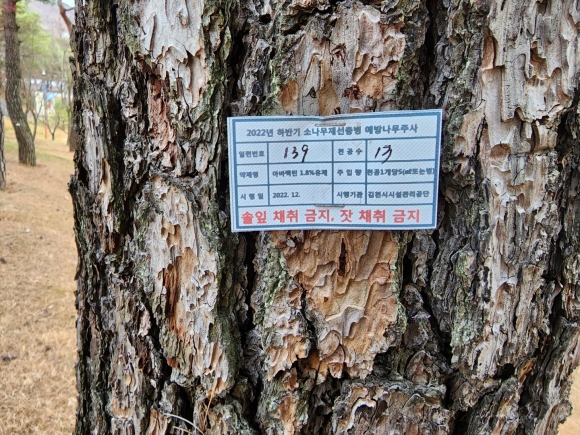 2022년 하반기 소나무재선충병 예방나무주사
일련번호 139 천공수 13
약제명 아바멕틴 1.8%유제 주입량 천공1개당5(㎖또는병)
시행일 2022. 12. 시행기관 김천시시설관리공단
솔잎 채취 금지, 잣 채취 금지